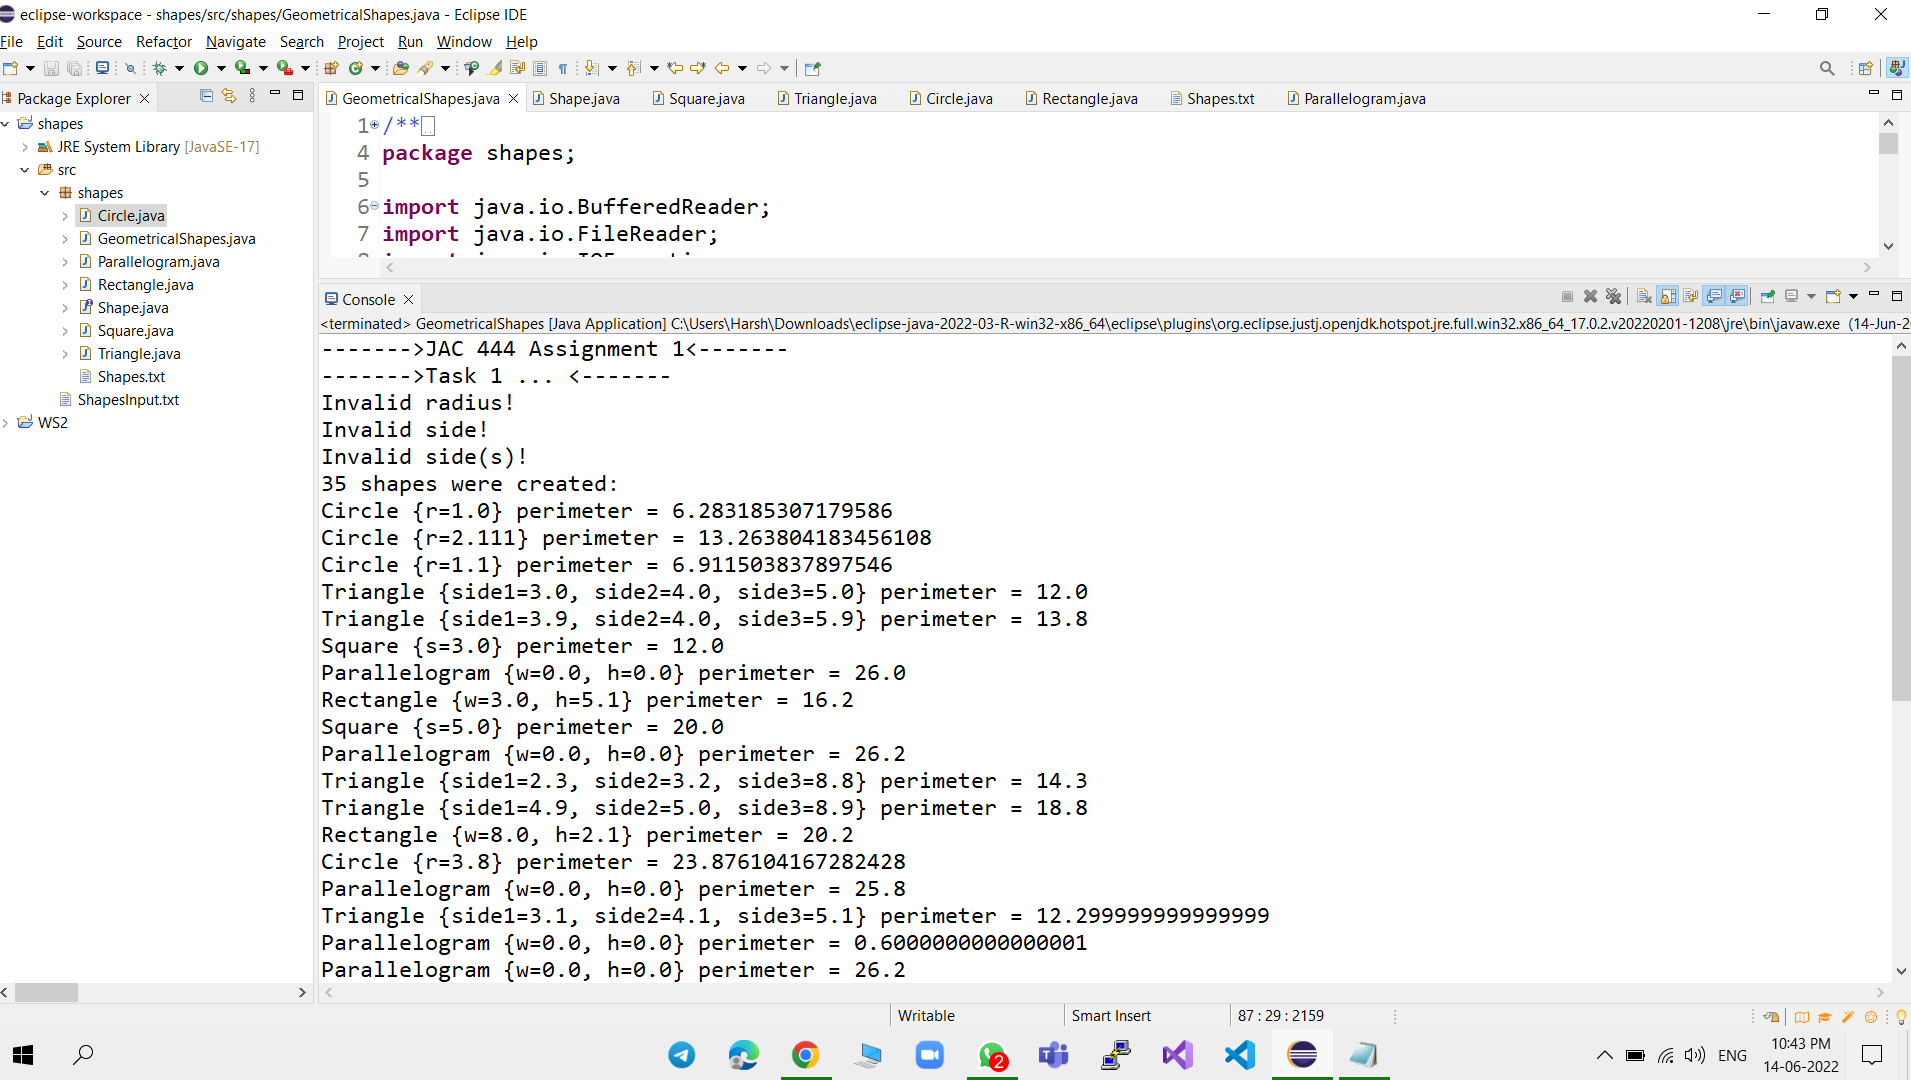 eclipse-workspace - shapes/src/shapes/GeometricalShapes.java - Eclipse IDE
File Edit Source Refactor Navigate Search Project Run Window Help
Package Explorer
shapes
JRE System Library [JavaSE-17]
src
shapes
Circle.java
GeometricalShapes.java
Parallelogram.java
Rectangle.java
Shape.java
Square.java
Triangle.java
Shapes.txt
ShapesInput.txt
WS2
GeometricalShapes.java Shape.java Square.java Triangle.java Circle.java Rectangle.java Shapes.txt Parallelogram.java
1 /**
4 package shapes;
5
6 import java.io.BufferedReader;
7 import java.io.FileReader;
Console
<terminated> GeometricalShapes [Java Application] C:\Users\Harsh\Downloads\eclipse-java-2022-03-R-win32-x86_64\eclipse\plugins\org.eclipse.justj.openjdk.hotspot.jre.full.win32.x86_64_17.0.2.v20220201-1208\jre\bin\javaw.exe (14-Jun-2
------->JAC 444 Assignment 1<-------
------->Task 1 ... <-------
Invalid radius!
Invalid side!
Invalid side(s)!
35 shapes were created:
Circle {r=1.0} perimeter = 6.283185307179586
Circle {r=2.111} perimeter = 13.263804183456108
Circle {r=1.1} perimeter = 6.911503837897546
Triangle {side1=3.0, side2=4.0, side3=5.0} perimeter = 12.0
Triangle {side1=3.9, side2=4.0, side3=5.9} perimeter = 13.8
Square {s=3.0} perimeter = 12.0
Parallelogram {w=0.0, h=0.0} perimeter = 26.0
Rectangle {w=3.0, h=5.1} perimeter = 16.2
Square {s=5.0} perimeter = 20.0
Parallelogram {w=0.0, h=0.0} perimeter = 26.2
Triangle {side1=2.3, side2=3.2, side3=8.8} perimeter = 14.3
Triangle {side1=4.9, side2=5.0, side3=8.9} perimeter = 18.8
Rectangle {w=8.0, h=2.1} perimeter = 20.2
Circle {r=3.8} perimeter = 23.876104167282428
Parallelogram {w=0.0, h=0.0} perimeter = 25.8
Triangle {side1=3.1, side2=4.1, side3=5.1} perimeter = 12.299999999999999
Parallelogram {w=0.0, h=0.0} perimeter = 0.6000000000000001
Parallelogram {w=0.0, h=0.0} perimeter = 26.2
Writable Smart Insert 87 : 29 : 2159
2
ENG
10:43 PM
14-06-2022